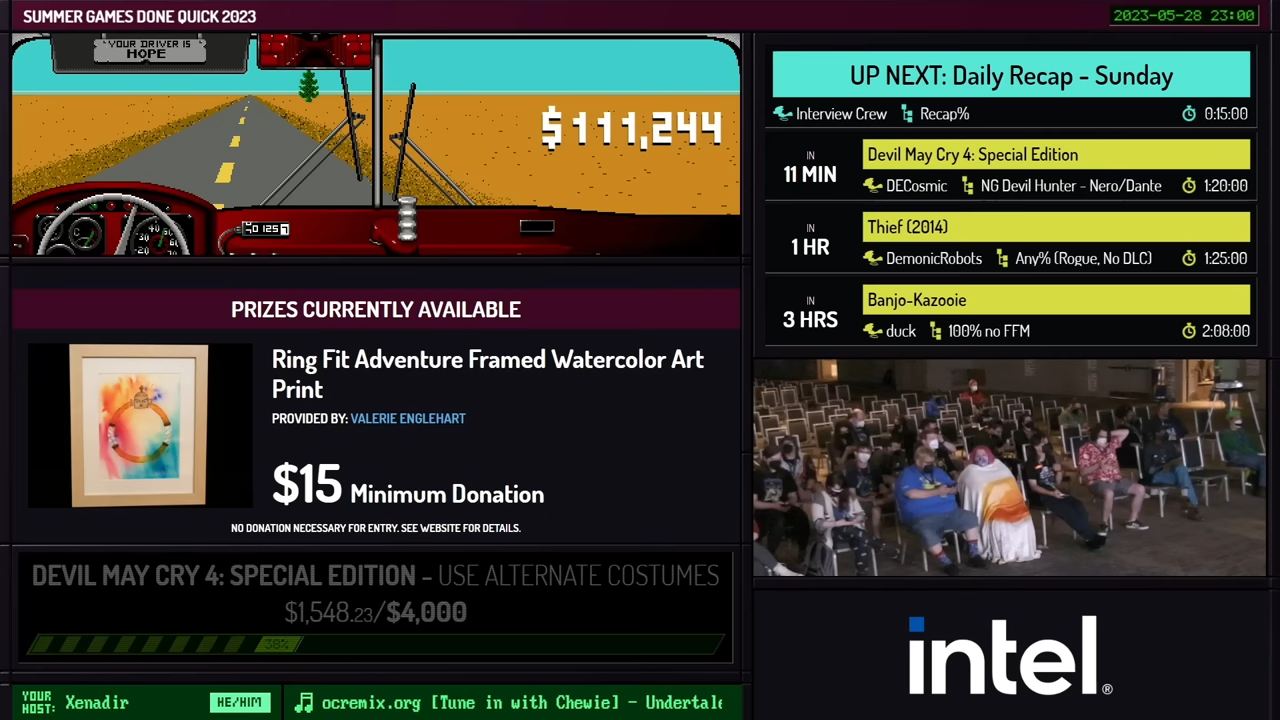 SUMMER GAMES DONE QUICK 2023
2023-05-28 23:00
YOUR DRIVER IS
HOPE
$111,244
PRIZES CURRENTLY AVAILABLE
Ring Fit Adventure Framed Watercolor Art
Print
PROVIDED BY: VALERIE ENGLEHART
$15 Minimum Donation
NO DONATION NECESSARY FOR ENTRY. SEE WEBSITE FOR DETAILS.
DEVIL MAY CRY 4: SPECIAL EDITION - USE ALTERNATE COSTUMES
$1,548.23/$4,000
38%
YOUR HOST: Xenadir HE/HIM
ocremix.org [Tune in with Chewie] - Undertale
UP NEXT: Daily Recap - Sunday
Interview Crew Recap% 0:15:00
IN
11 MIN
Devil May Cry 4: Special Edition
DECosmic NG Devil Hunter - Nero/Dante 1:20:00
IN
1 HR
Thief (2014)
DemonicRobots Any% (Rogue, No DLC) 1:25:00
IN
3 HRS
Banjo-Kazooie
duck 100% no FFM 2:08:00
intel®